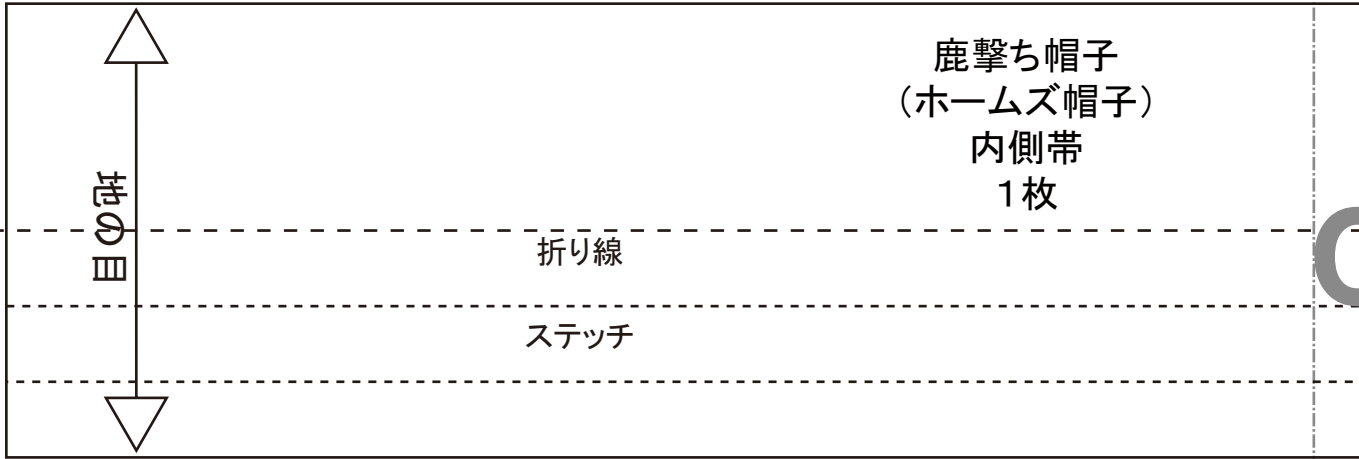 鹿撃ち帽子
（ホームズ帽子）
内側帯
１枚
地の目
折り線
ステッチ